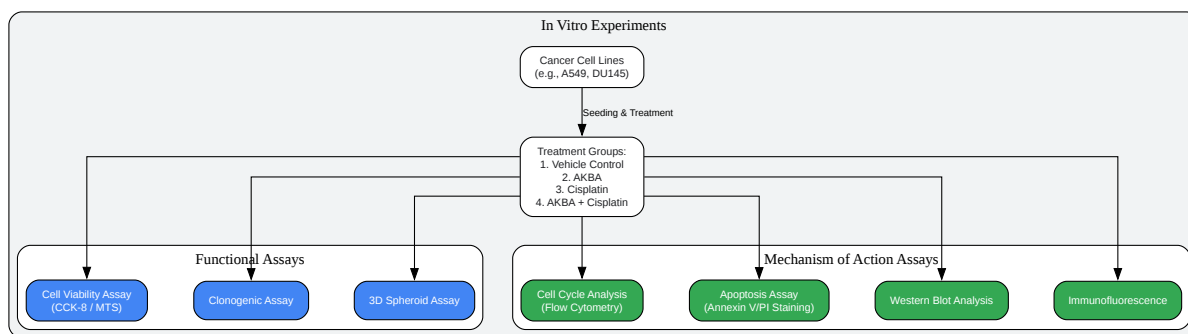 In Vitro Experiments
Cancer Cell Lines
(e.g., A549, DU145)
Seeding & Treatment
Treatment Groups:
1. Vehicle Control
2. AKBA
3. Cisplatin
4. AKBA + Cisplatin
Functional Assays
Cell Viability Assay
(CCK-8 / MTS)
Clonogenic Assay
3D Spheroid Assay
Mechanism of Action Assays
Cell Cycle Analysis
(Flow Cytometry)
Apoptosis Assay
(Annexin V/PI Staining)
Western Blot Analysis
Immunofluorescence